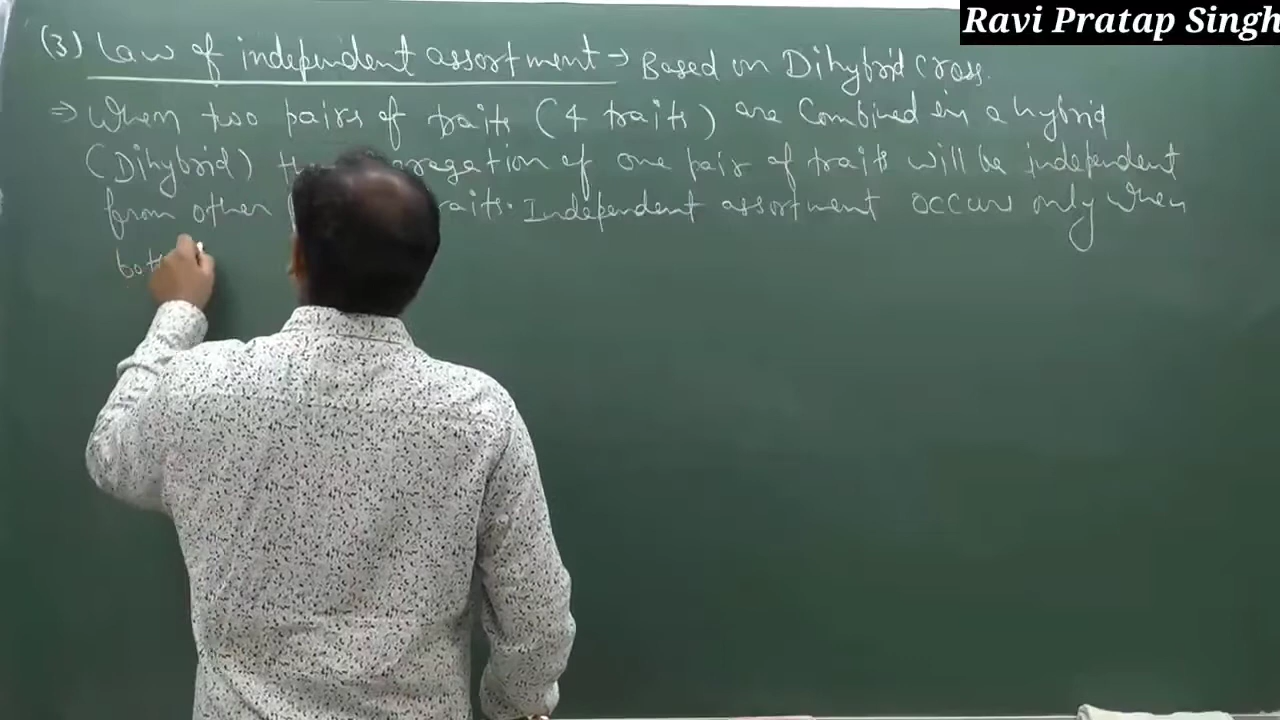 Ravi Pratap Singh
(3) Law of independent assortment → Based on Dihybrid Cross.
⇒ When two pairs of traits (4 traits) are Combined in a hybrid
(Dihybrid) of one pair of traits will be independent
from other traits. Independent assortment occurs only when